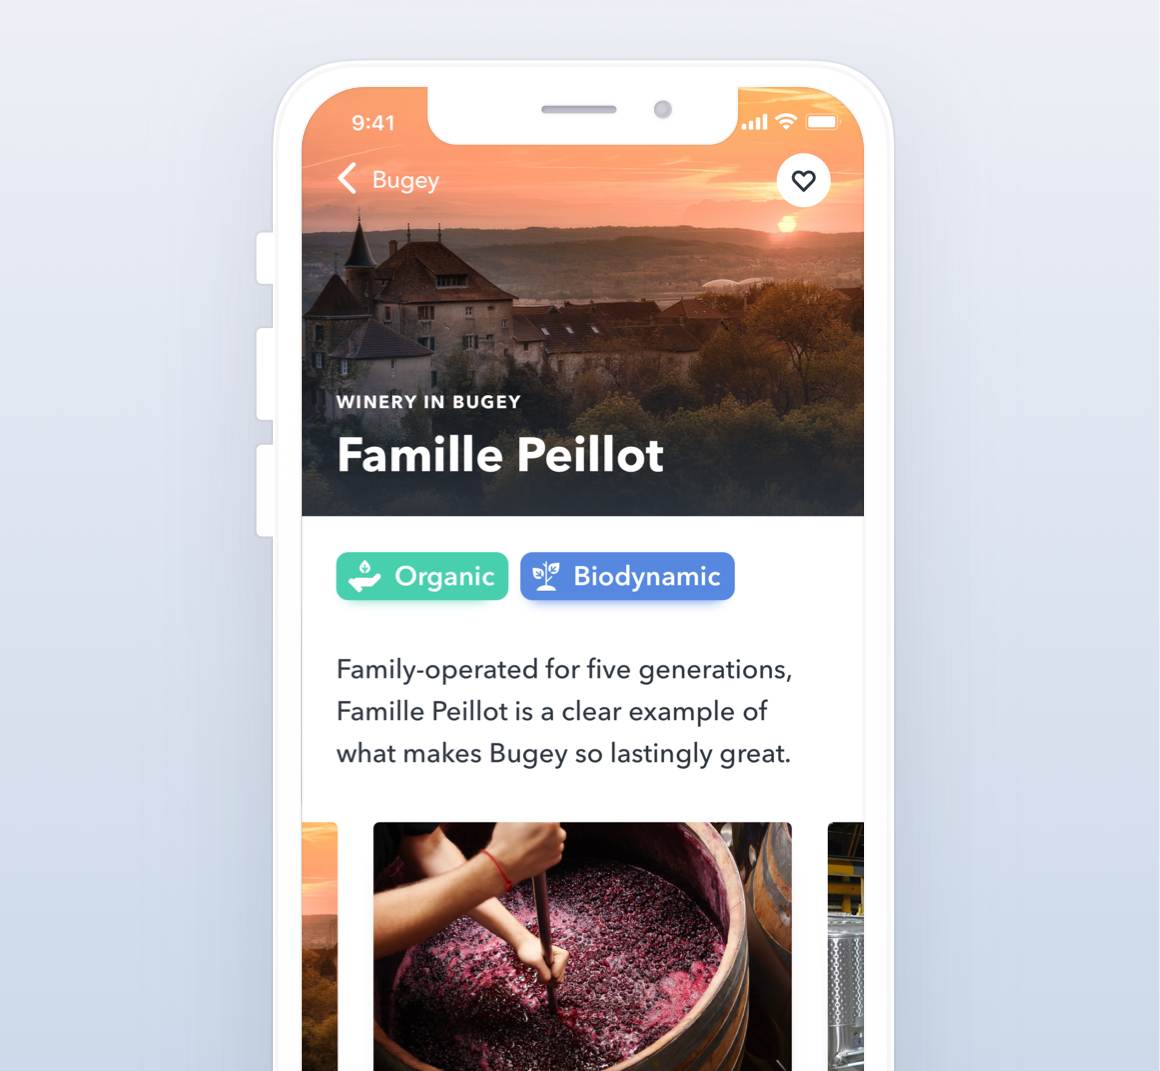 9:41
Bugey
WINERY IN BUGEY
Famille Peillot
Organic
Biodynamic
Family-operated for five generations,
Famille Peillot is a clear example of
what makes Bugey so lastingly great.